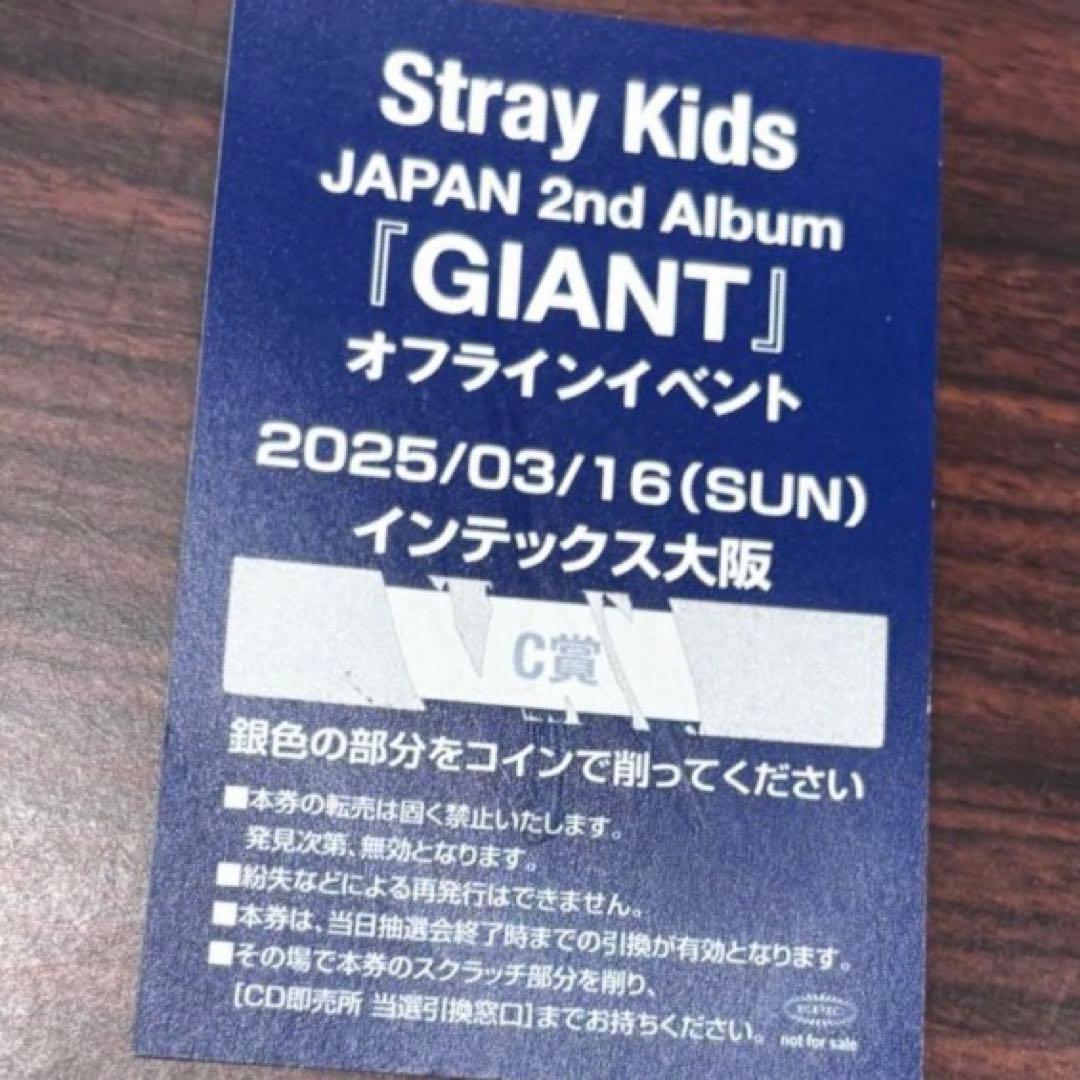 Stray Kids
JAPAN 2nd Album
『GIANT』
オフラインイベント
2025/03/16(SUN)
インテックス大阪
C賞
銀色の部分をコインで削ってください
■本券の転売は固く禁止いたします。
発見次第、無効となります。
■紛失などによる再発行はできません。
■本券は、当日抽選会終了時までの引換が有効となります。
■その場で本券のスクラッチ部分を削り、
[CD即売所 当選引換窓口]までお持ちください。
not for sale